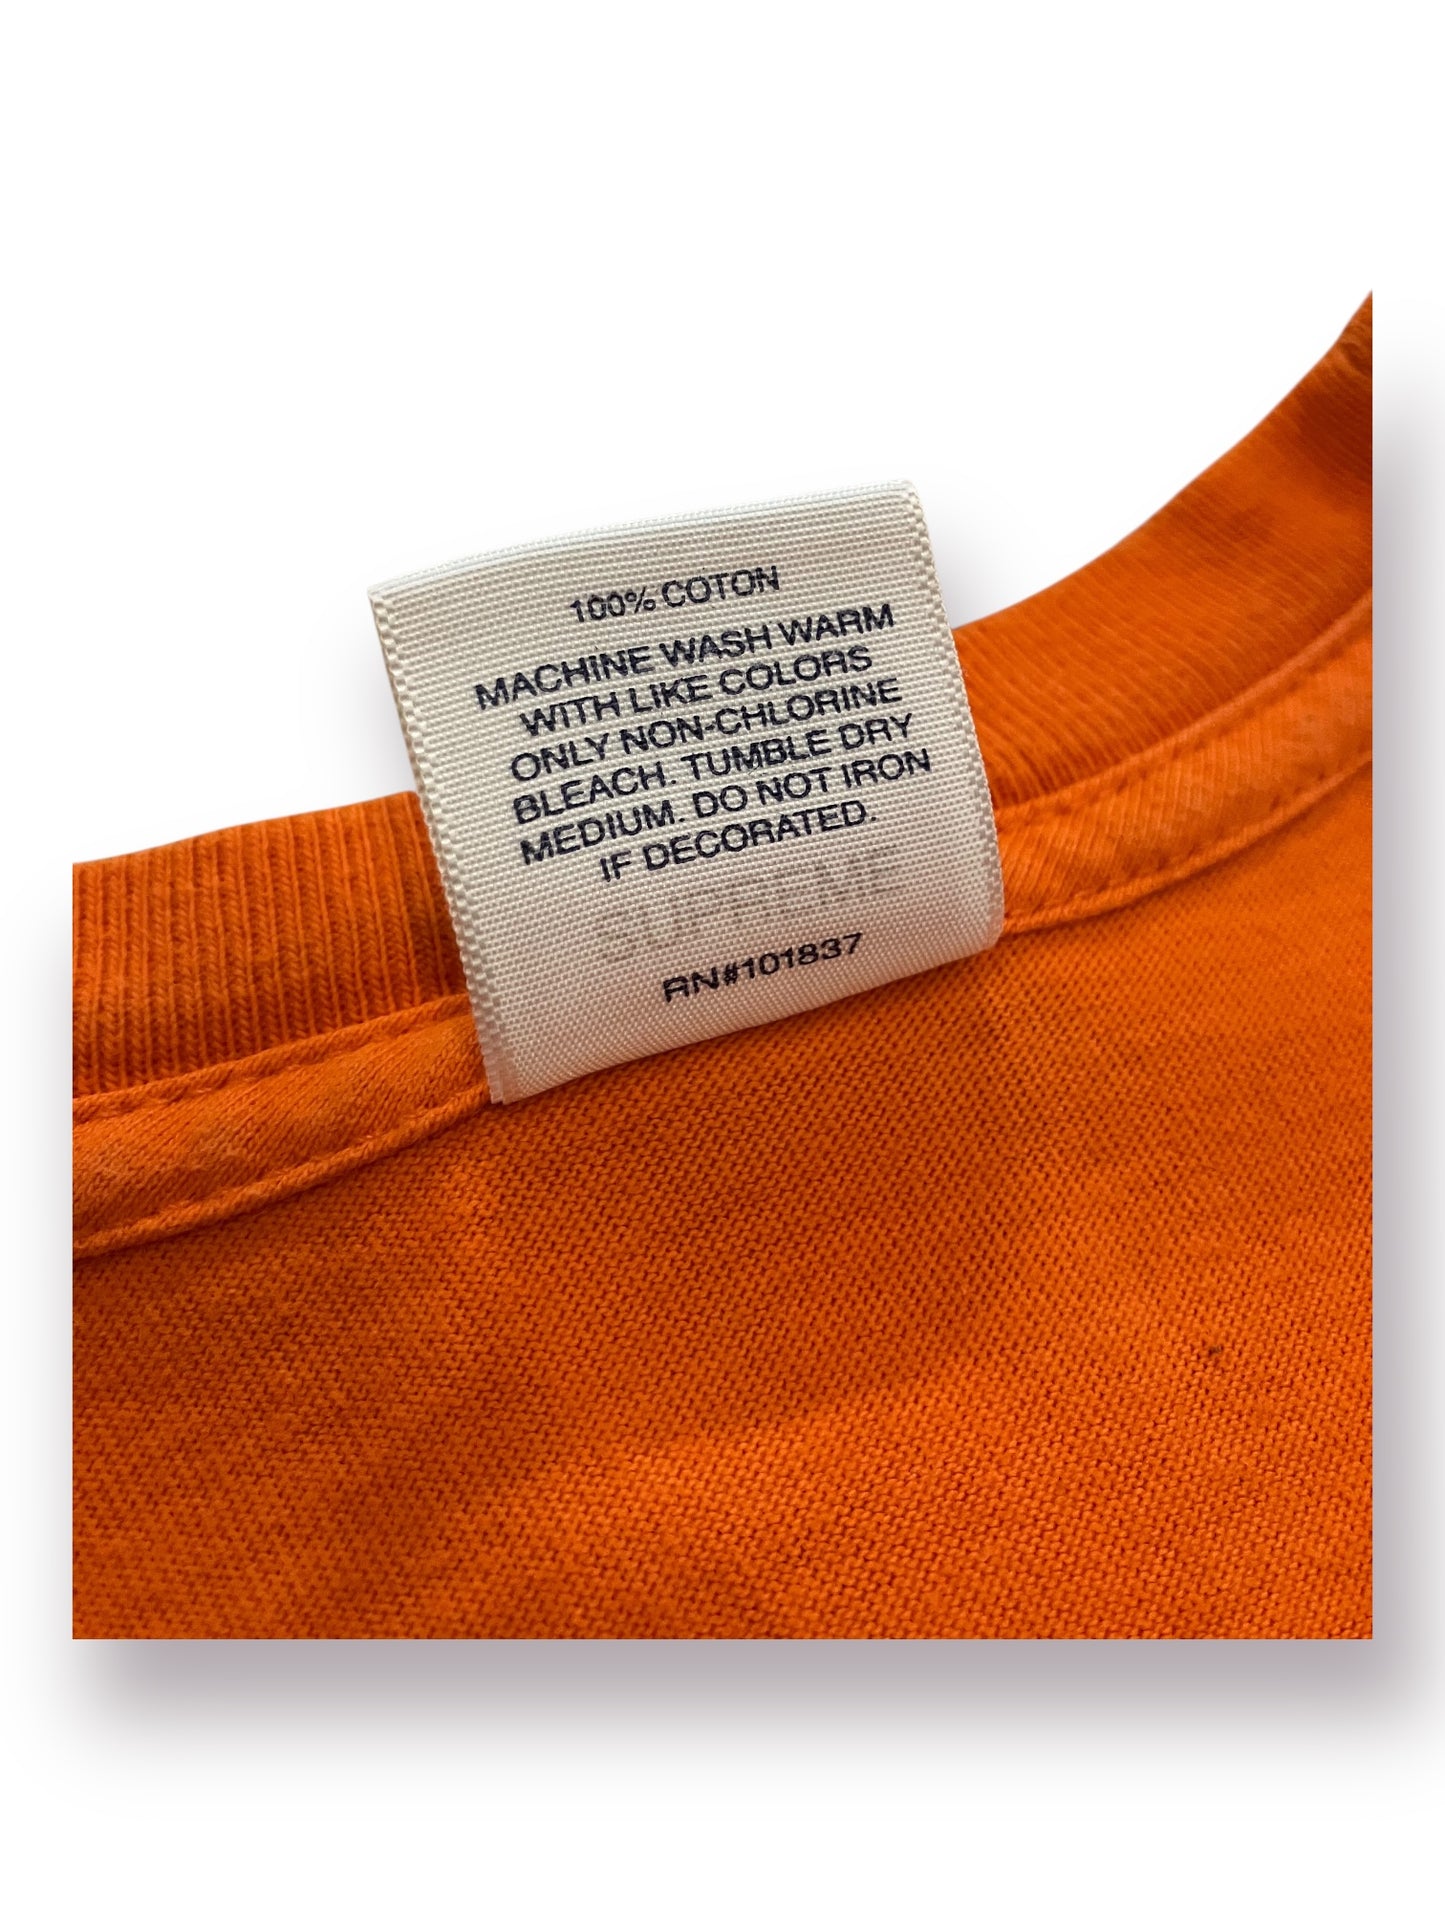 100% COTON
MACHINE WASH WARM
WITH LIKE COLORS
ONLY NON-CHLORINE
BLEACH. TUMBLE DRY
MEDIUM. DO NOT IRON
IF DECORATED.
SUPREME
RN#101837